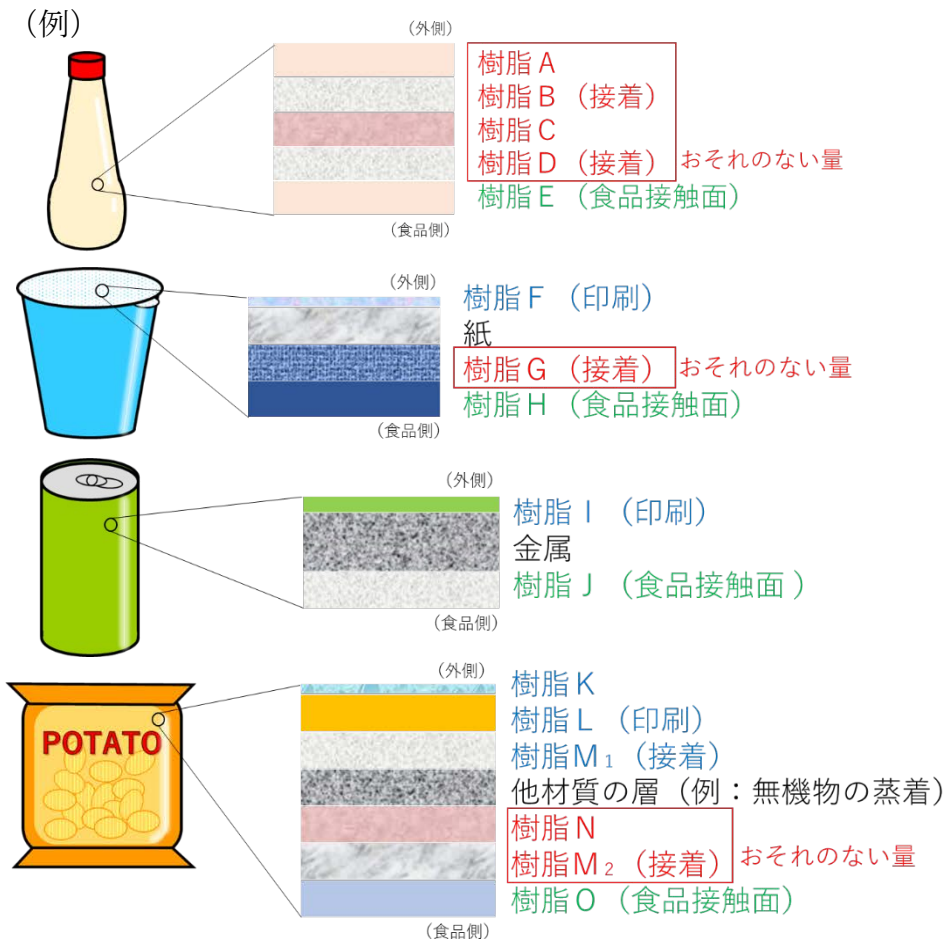 (例)
(外側)
樹脂A
樹脂B (接着)
樹脂C
樹脂D (接着) おそれのない量
樹脂E (食品接触面)
(食品側)
(外側)
樹脂F (印刷)
紙
樹脂G (接着) おそれのない量
樹脂H (食品接触面)
(食品側)
(外側)
樹脂I (印刷)
金属
樹脂J (食品接触面 )
(食品側)
(外側)
樹脂K
樹脂L (印刷)
樹脂M₁ (接着)
他材質の層 (例:無機物の蒸着)
樹脂N
樹脂M₂ (接着) おそれのない量
樹脂O (食品接触面)
(食品側)
POTATO